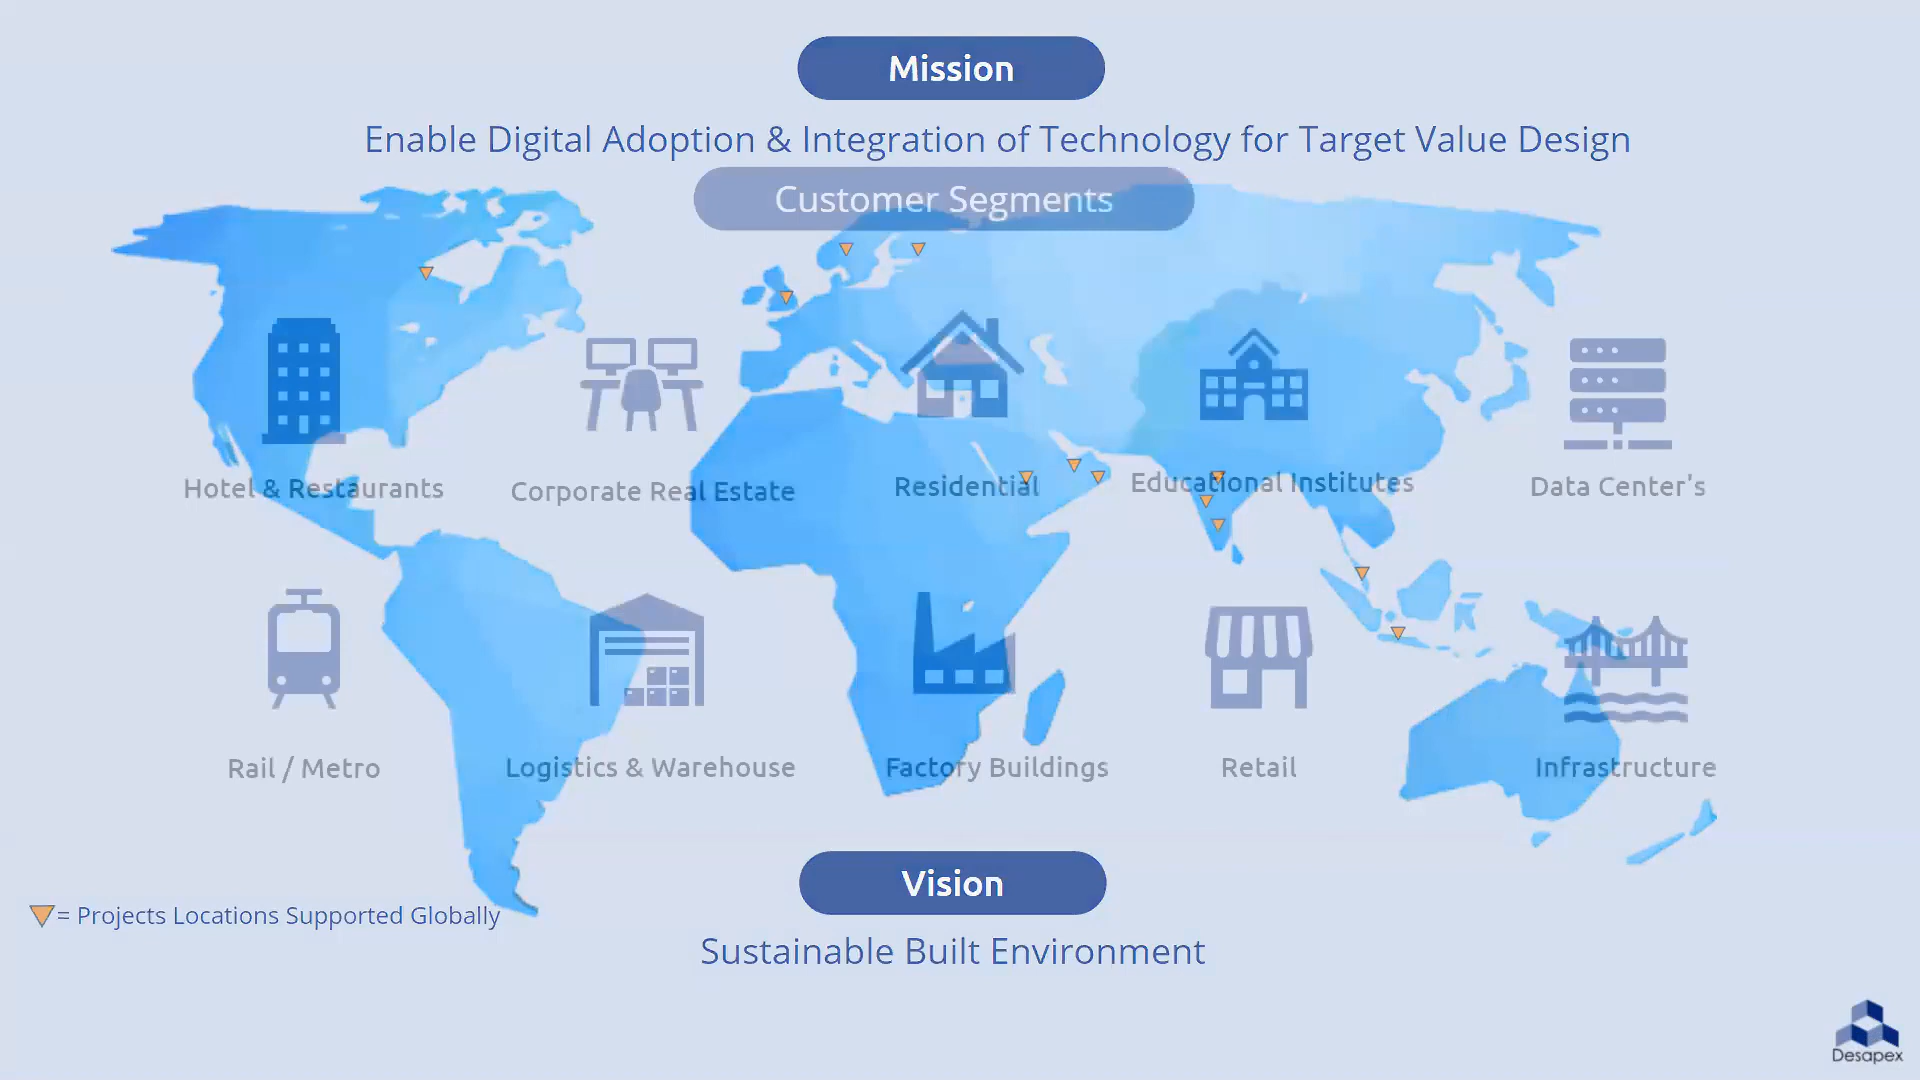 Mission
Enable Digital Adoption & Integration of Technology for Target Value Design
Customer Segments
Hotel & Restaurants
Corporate Real Estate
Residential
Educational Institutes
Data Center's
Rail / Metro
Logistics & Warehouse
Factory Buildings
Retail
Infrastructure
Vision
= Projects Locations Supported Globally
Sustainable Built Environment
Desapex